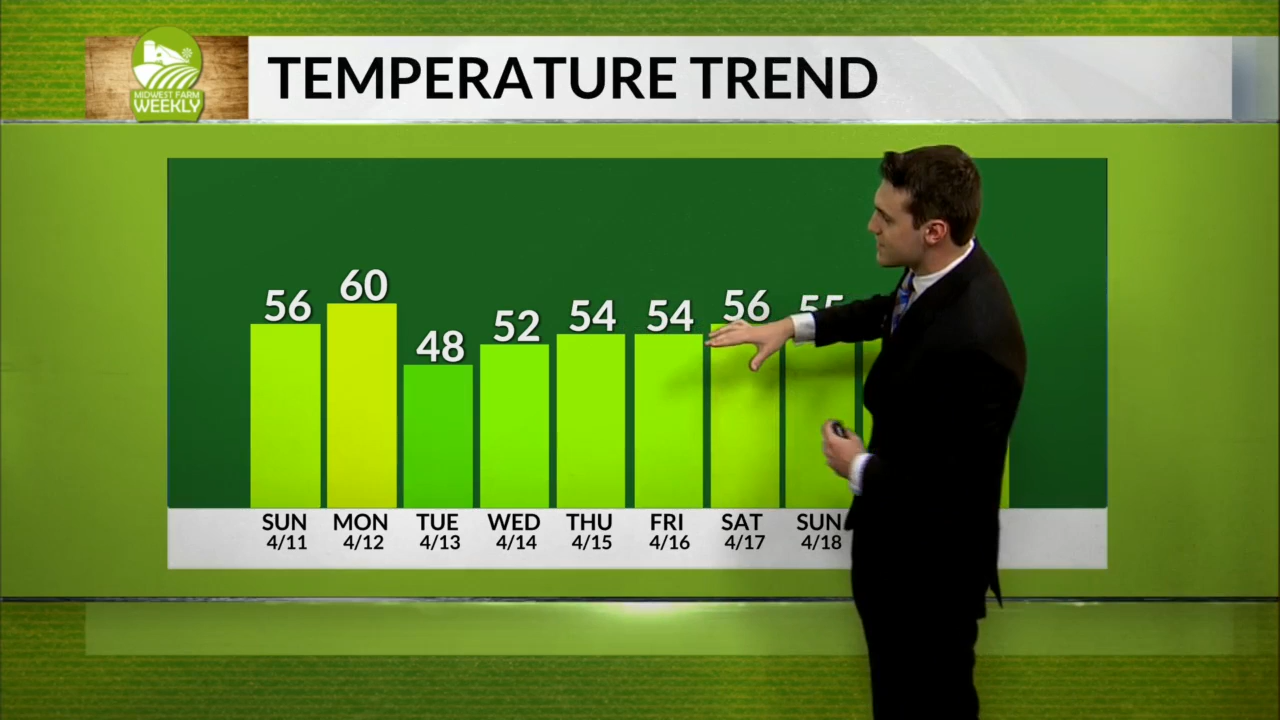 MIDWEST FARM
WEEKLY
TEMPERATURE TREND
56 60 48 52 54 54 56 55
SUN MON TUE WED THU FRI SAT SUN
4/11 4/12 4/13 4/14 4/15 4/16 4/17 4/18